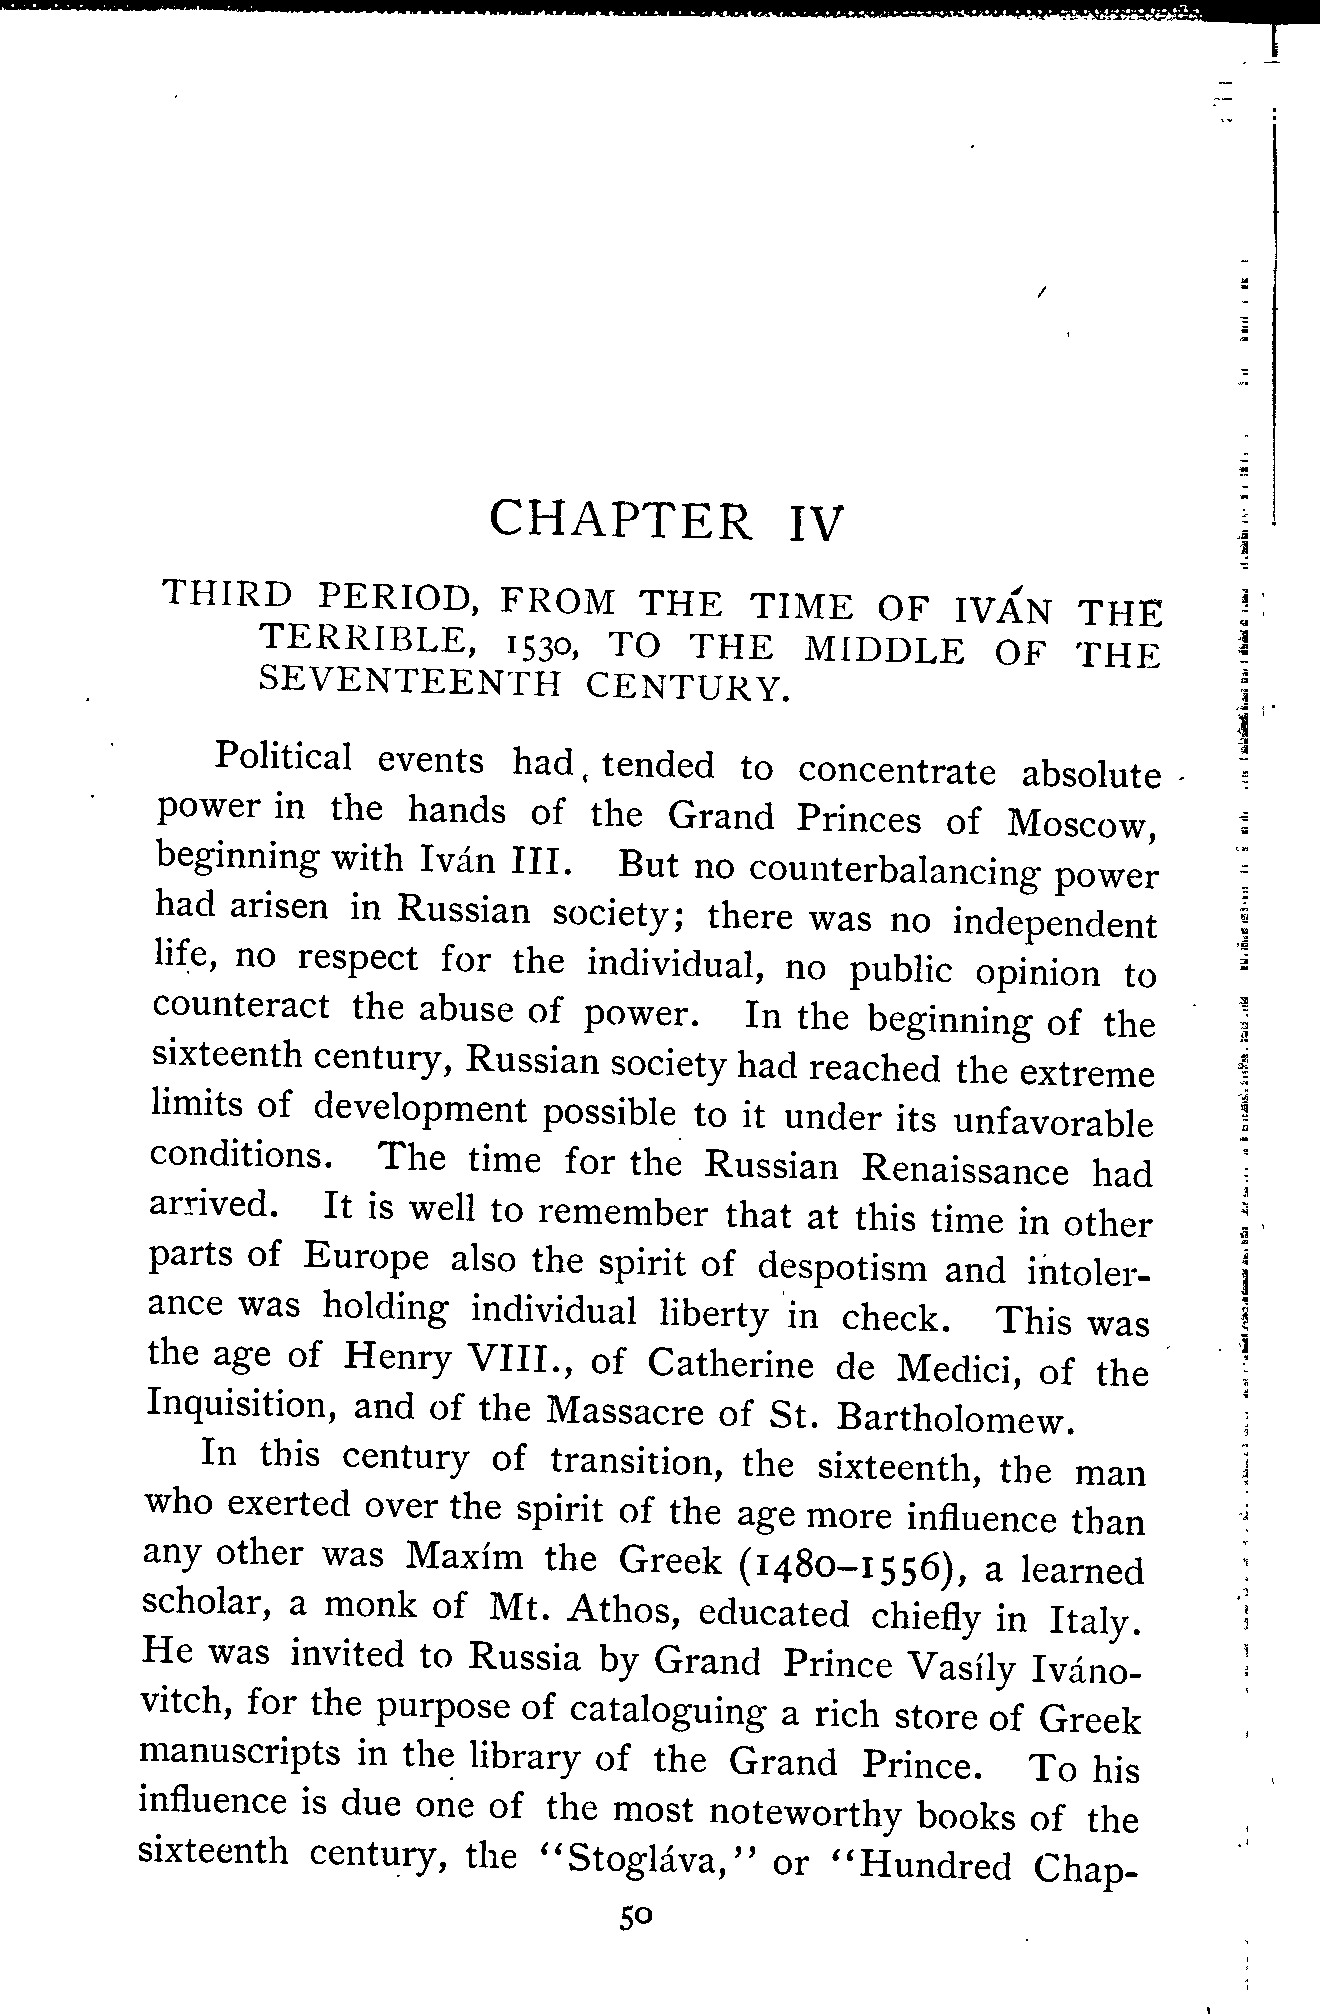 CHAPTER IV
THIRD PERIOD, FROM THE TIME OF IVÁN THE
TERRIBLE, 1530, TO THE MIDDLE OF THE
SEVENTEENTH CENTURY.
Political events had tended to concentrate absolute
power in the hands of the Grand Princes of Moscow,
beginning with Iván III. But no counterbalancing power
had arisen in Russian society; there was no independent
life, no respect for the individual, no public opinion to
counteract the abuse of power. In the beginning of the
sixteenth century, Russian society had reached the extreme
limits of development possible to it under its unfavorable
conditions. The time for the Russian Renaissance had
arrived. It is well to remember that at this time in other
parts of Europe also the spirit of despotism and intoler-
ance was holding individual liberty in check. This was
the age of Henry VIII., of Catherine de Medici, of the
Inquisition, and of the Massacre of St. Bartholomew.
In this century of transition, the sixteenth, the man
who exerted over the spirit of the age more influence than
any other was Maxím the Greek (1480–1556), a learned
scholar, a monk of Mt. Athos, educated chiefly in Italy.
He was invited to Russia by Grand Prince Vasíly Iváno-
vitch, for the purpose of cataloguing a rich store of Greek
manuscripts in the library of the Grand Prince. To his
influence is due one of the most noteworthy books of the
sixteenth century, the "Stogláva," or "Hundred Chap-
50